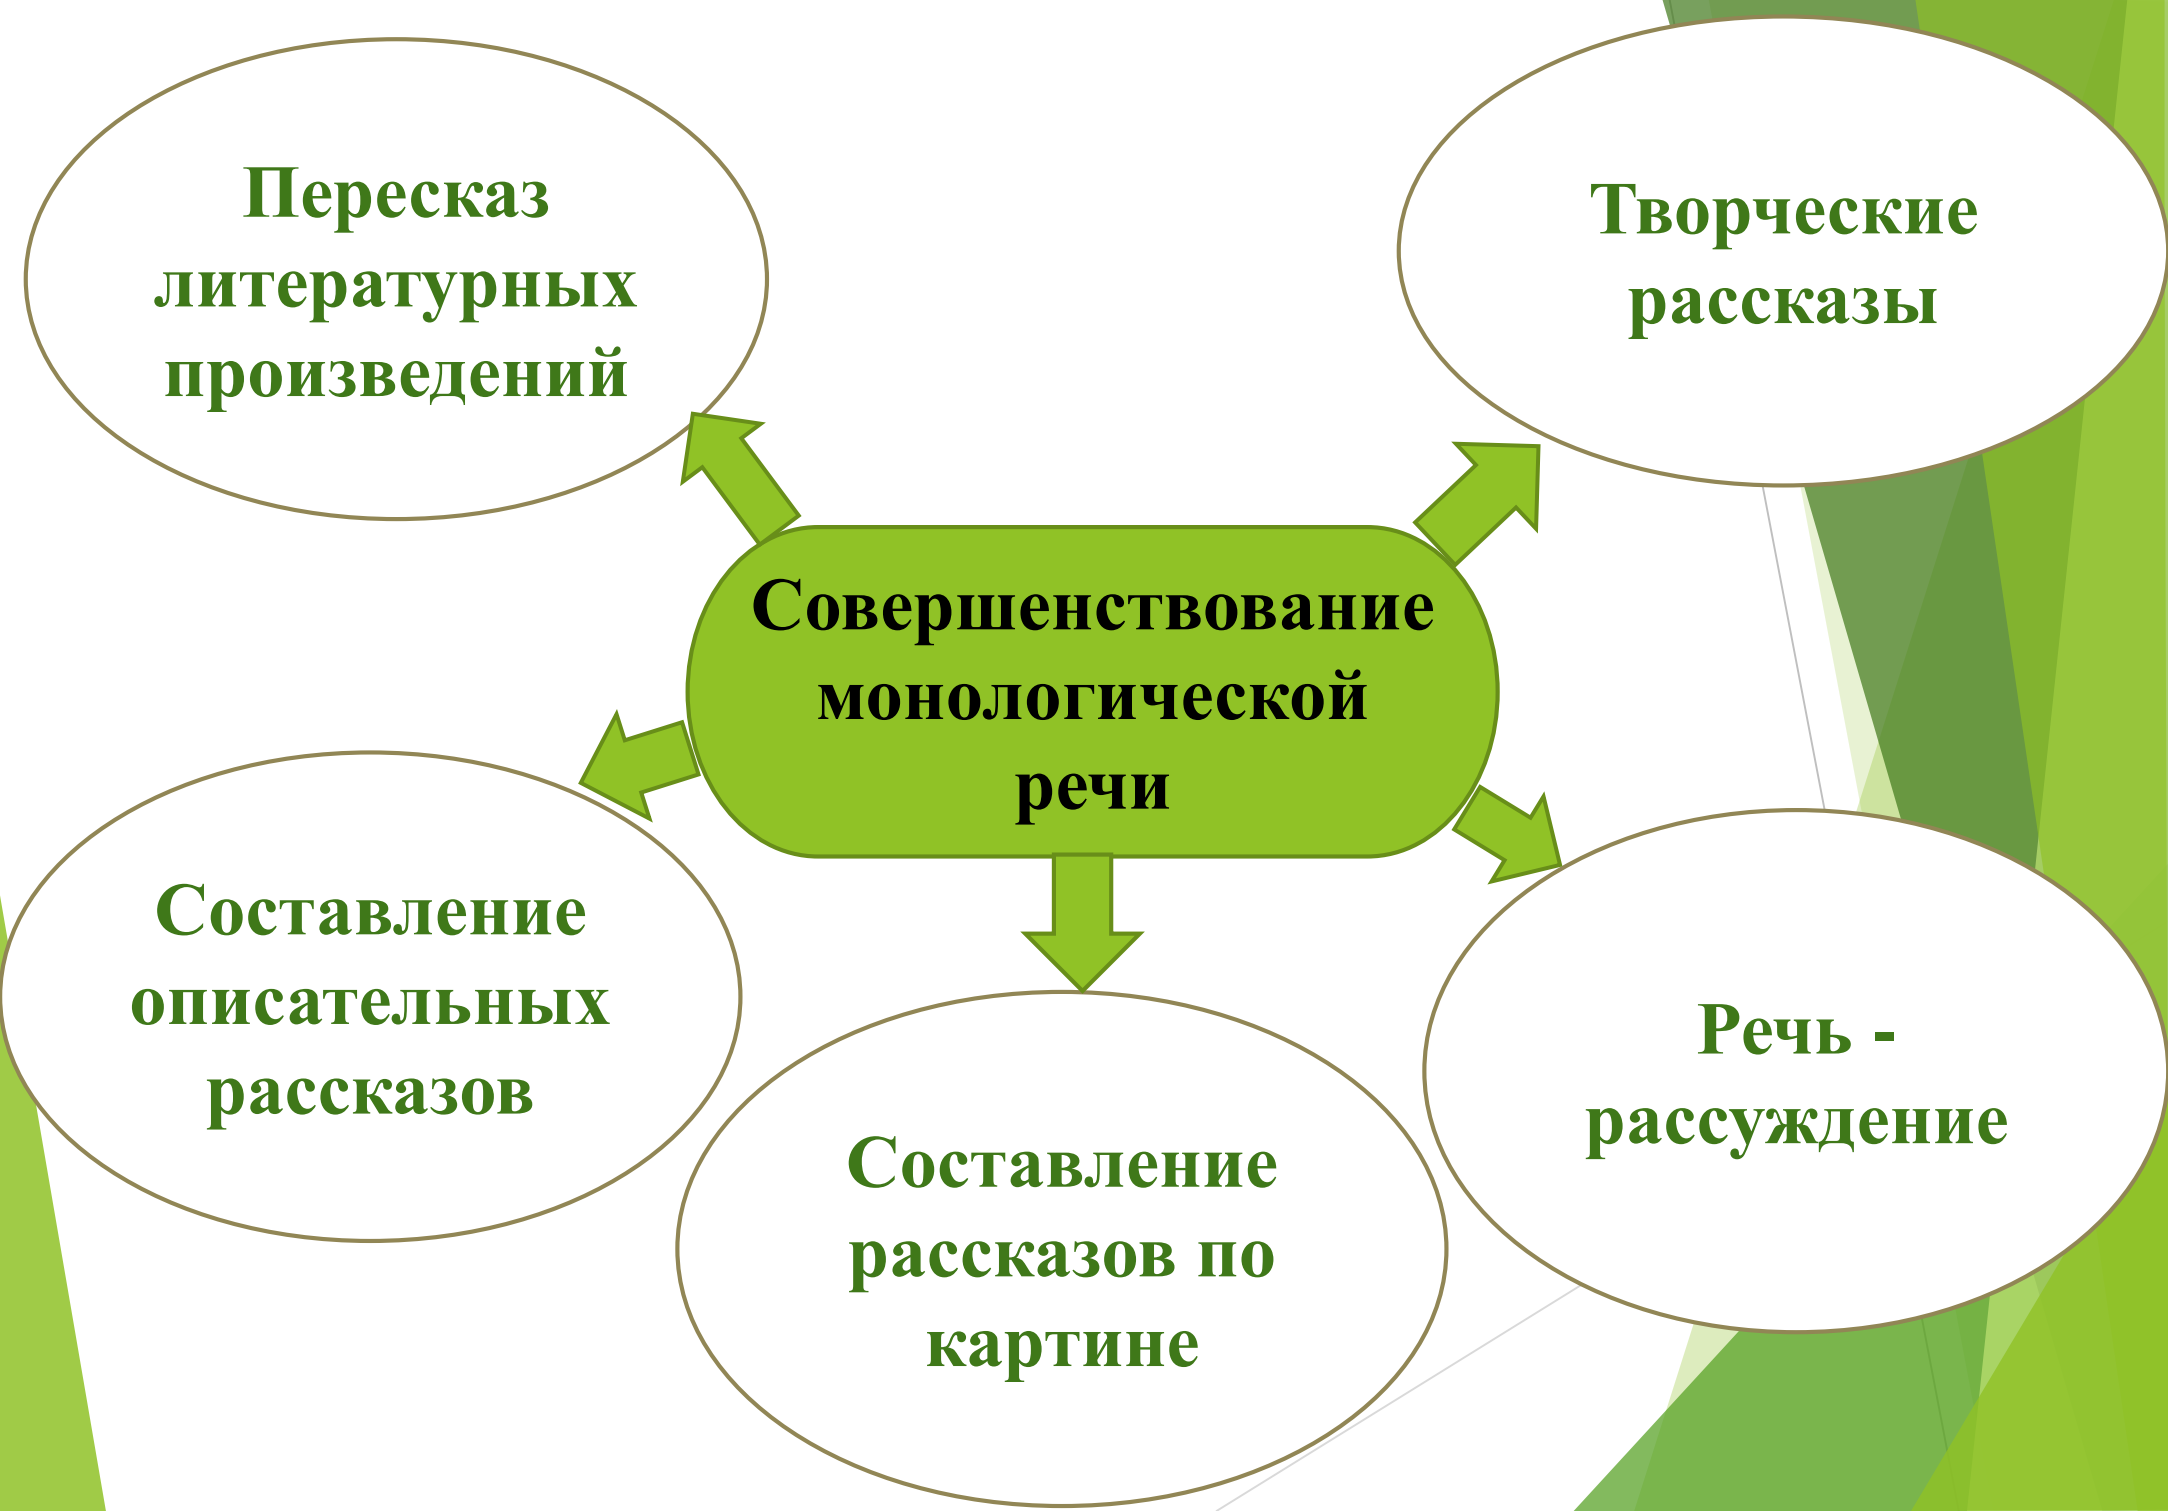 Пересказ
литературных
произведений
Творческие
рассказы
Совершенствование
монологической
речи
Составление
описательных
рассказов
Составление
рассказов по
картине
Речь -
рассуждение